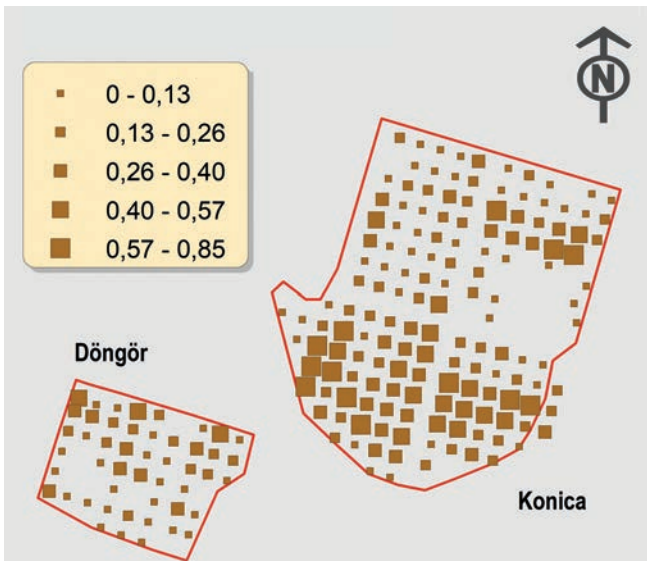 N
0 - 0,13
0,13 - 0,26
0,26 - 0,40
0,40 - 0,57
0,57 - 0,85
Döngör
Konica